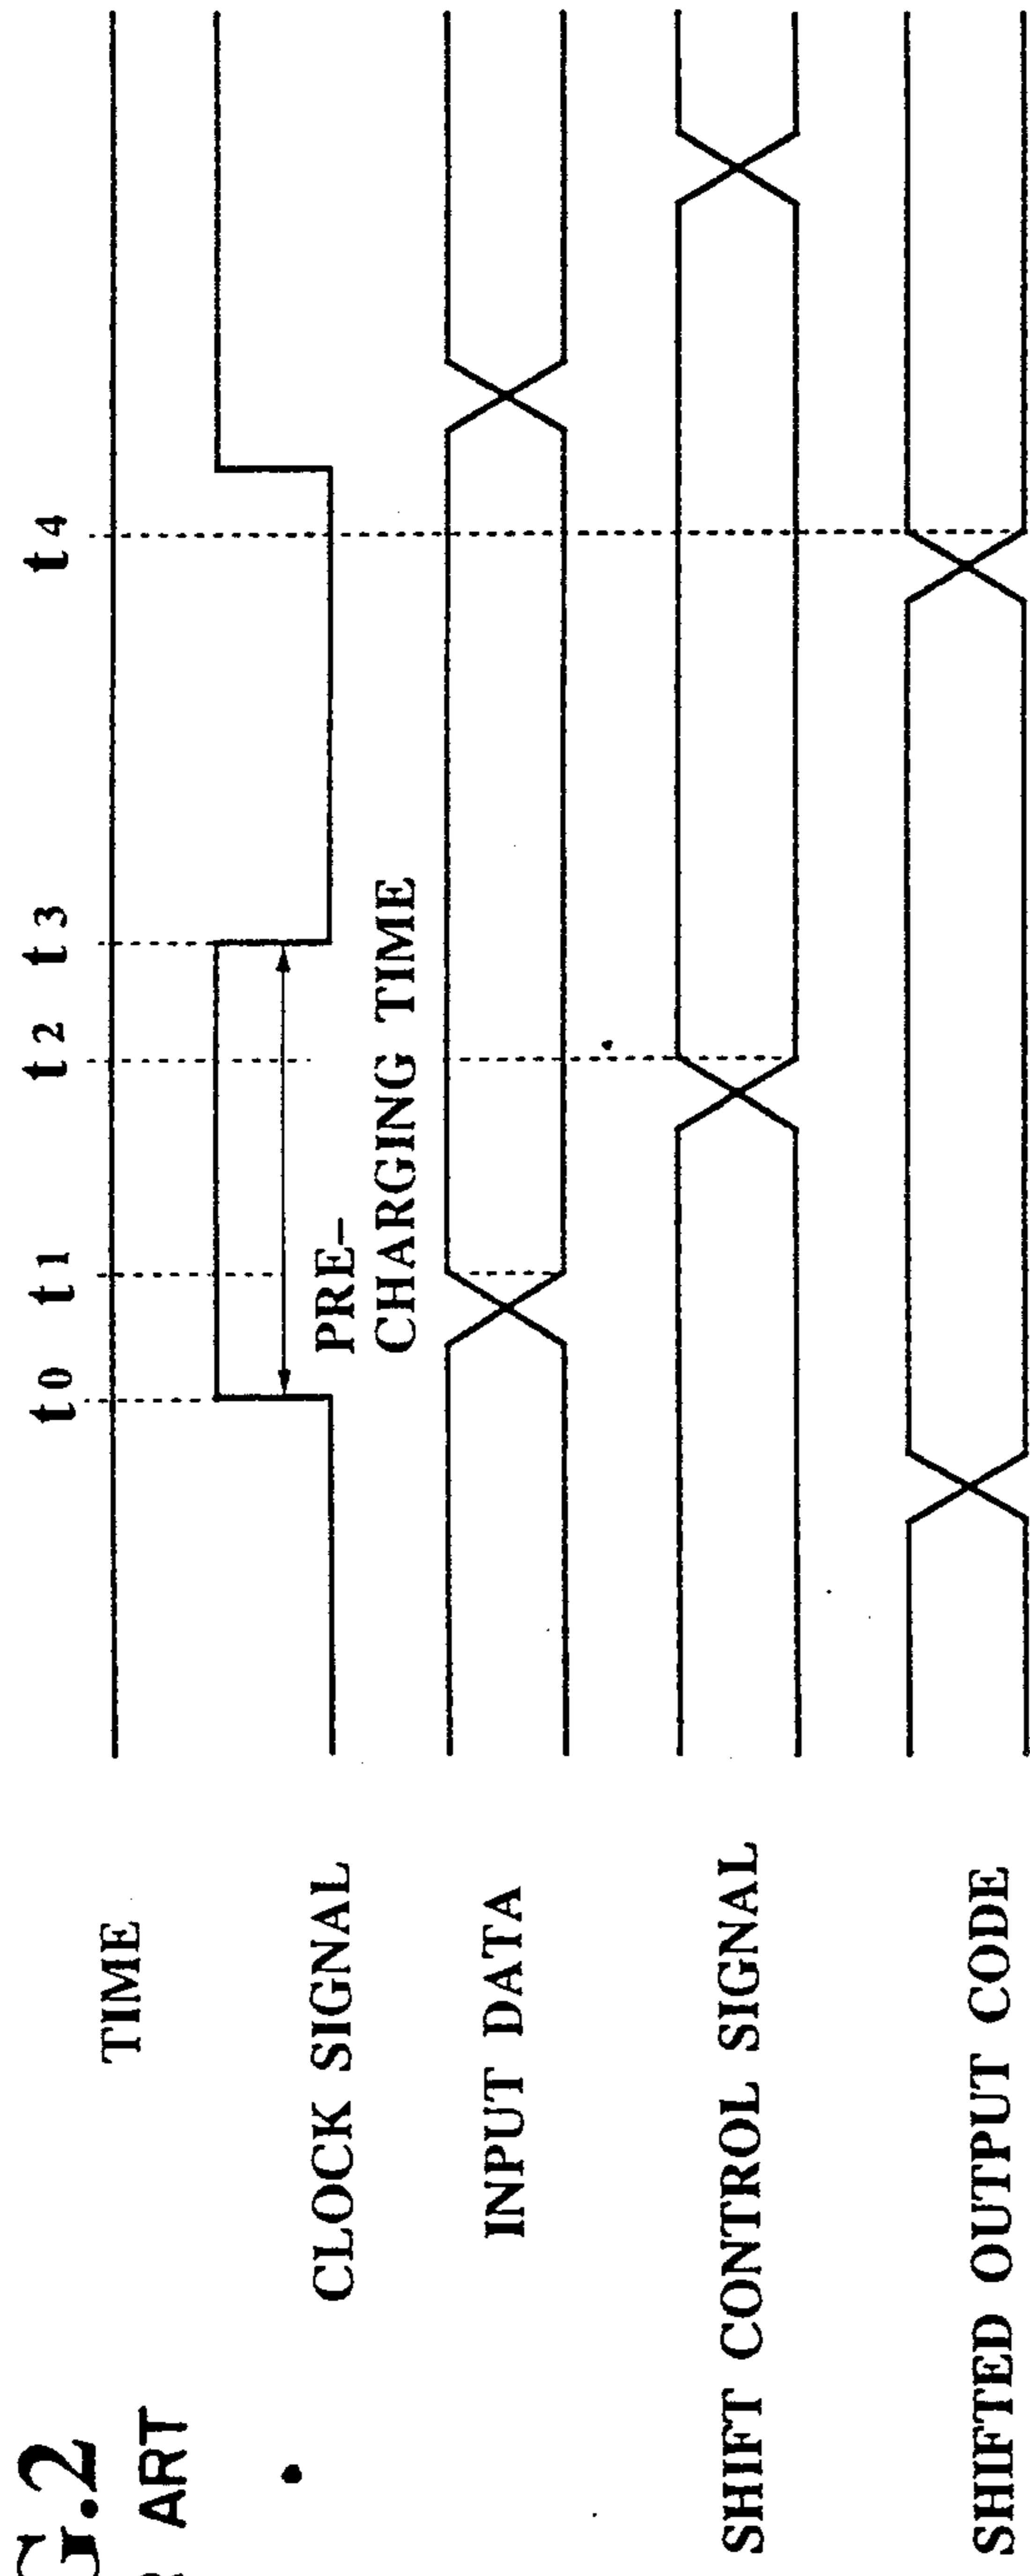 G.2
ART
t0 t1 t2 t3 t4
TIME
CLOCK SIGNAL
PRE-
CHARGING TIME
INPUT DATA
SHIFT CONTROL SIGNAL
SHIFTED OUTPUT CODE